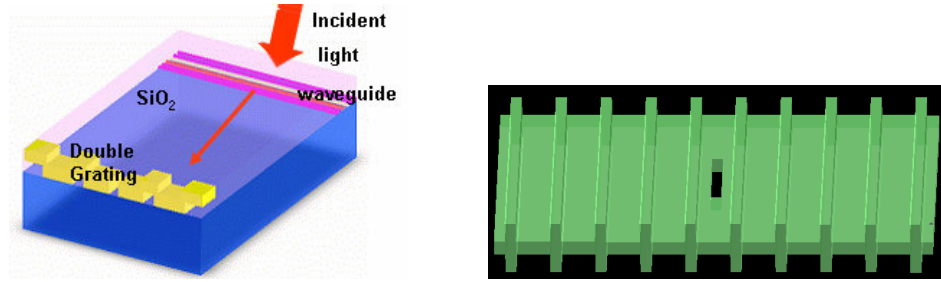 Incident
light
waveguide
SiO₂
Double
Grating